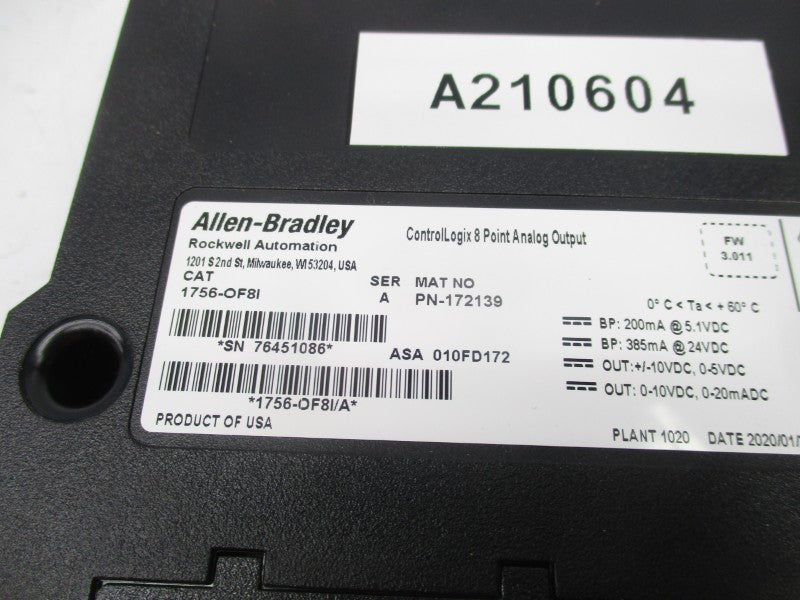 A210604
Allen-Bradley
Rockwell Automation
1201 S 2nd St, Milwaukee, WI 53204, USA
ControlLogix 8 Point Analog Output
FW
3.011
CAT SER MAT NO
1756-OF8I A PN-172139
0° C < Ta < + 60° C
BP: 200mA @ 5.1VDC
BP: 385mA @ 24VDC
OUT: +/-10VDC, 0-5VDC
OUT: 0-10VDC, 0-20mADC
*SN 76451086* ASA 010FD172
*1756-OF8I/A*
PRODUCT OF USA
PLANT 1020 DATE 2020/01/